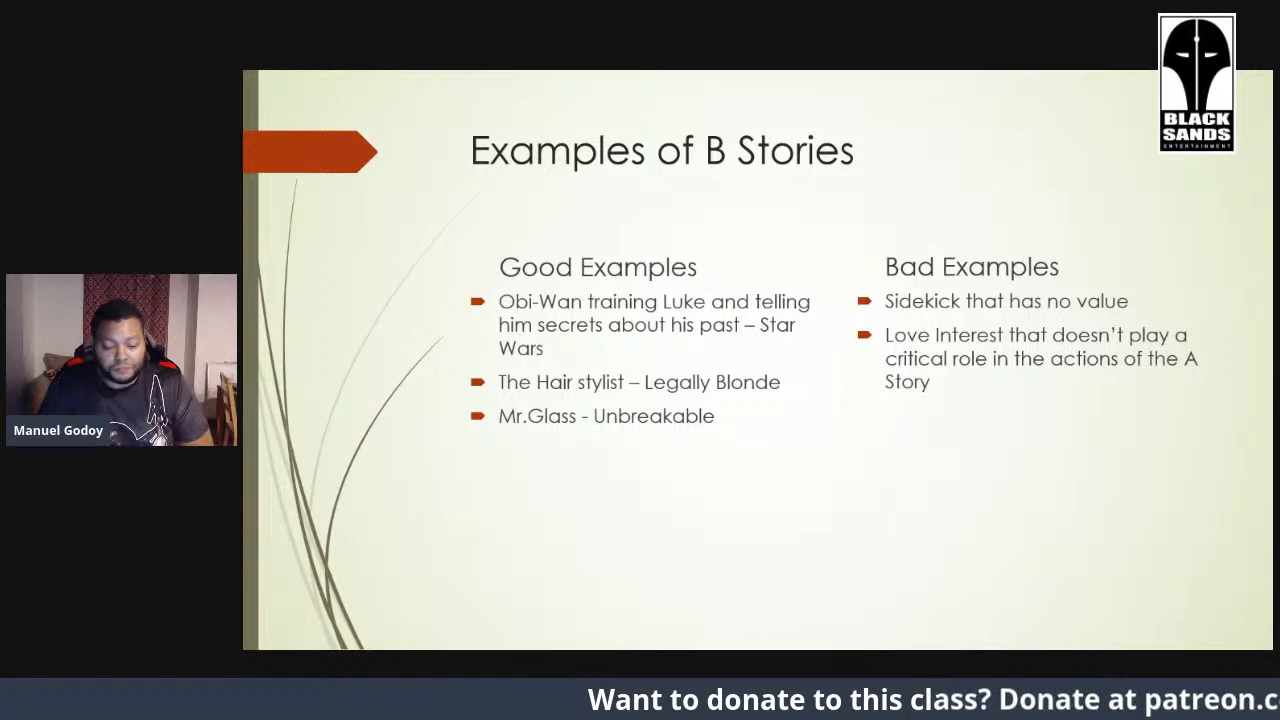 BLACK
SANDS
ENTERTAINMENT
Examples of B Stories
Good Examples
Obi-Wan training Luke and telling
him secrets about his past – Star
Wars
The Hair stylist – Legally Blonde
Mr.Glass - Unbreakable
Bad Examples
Sidekick that has no value
Love Interest that doesn’t play a
critical role in the actions of the A
Story
Manuel Godoy
Want to donate to this class? Donate at patreon.c